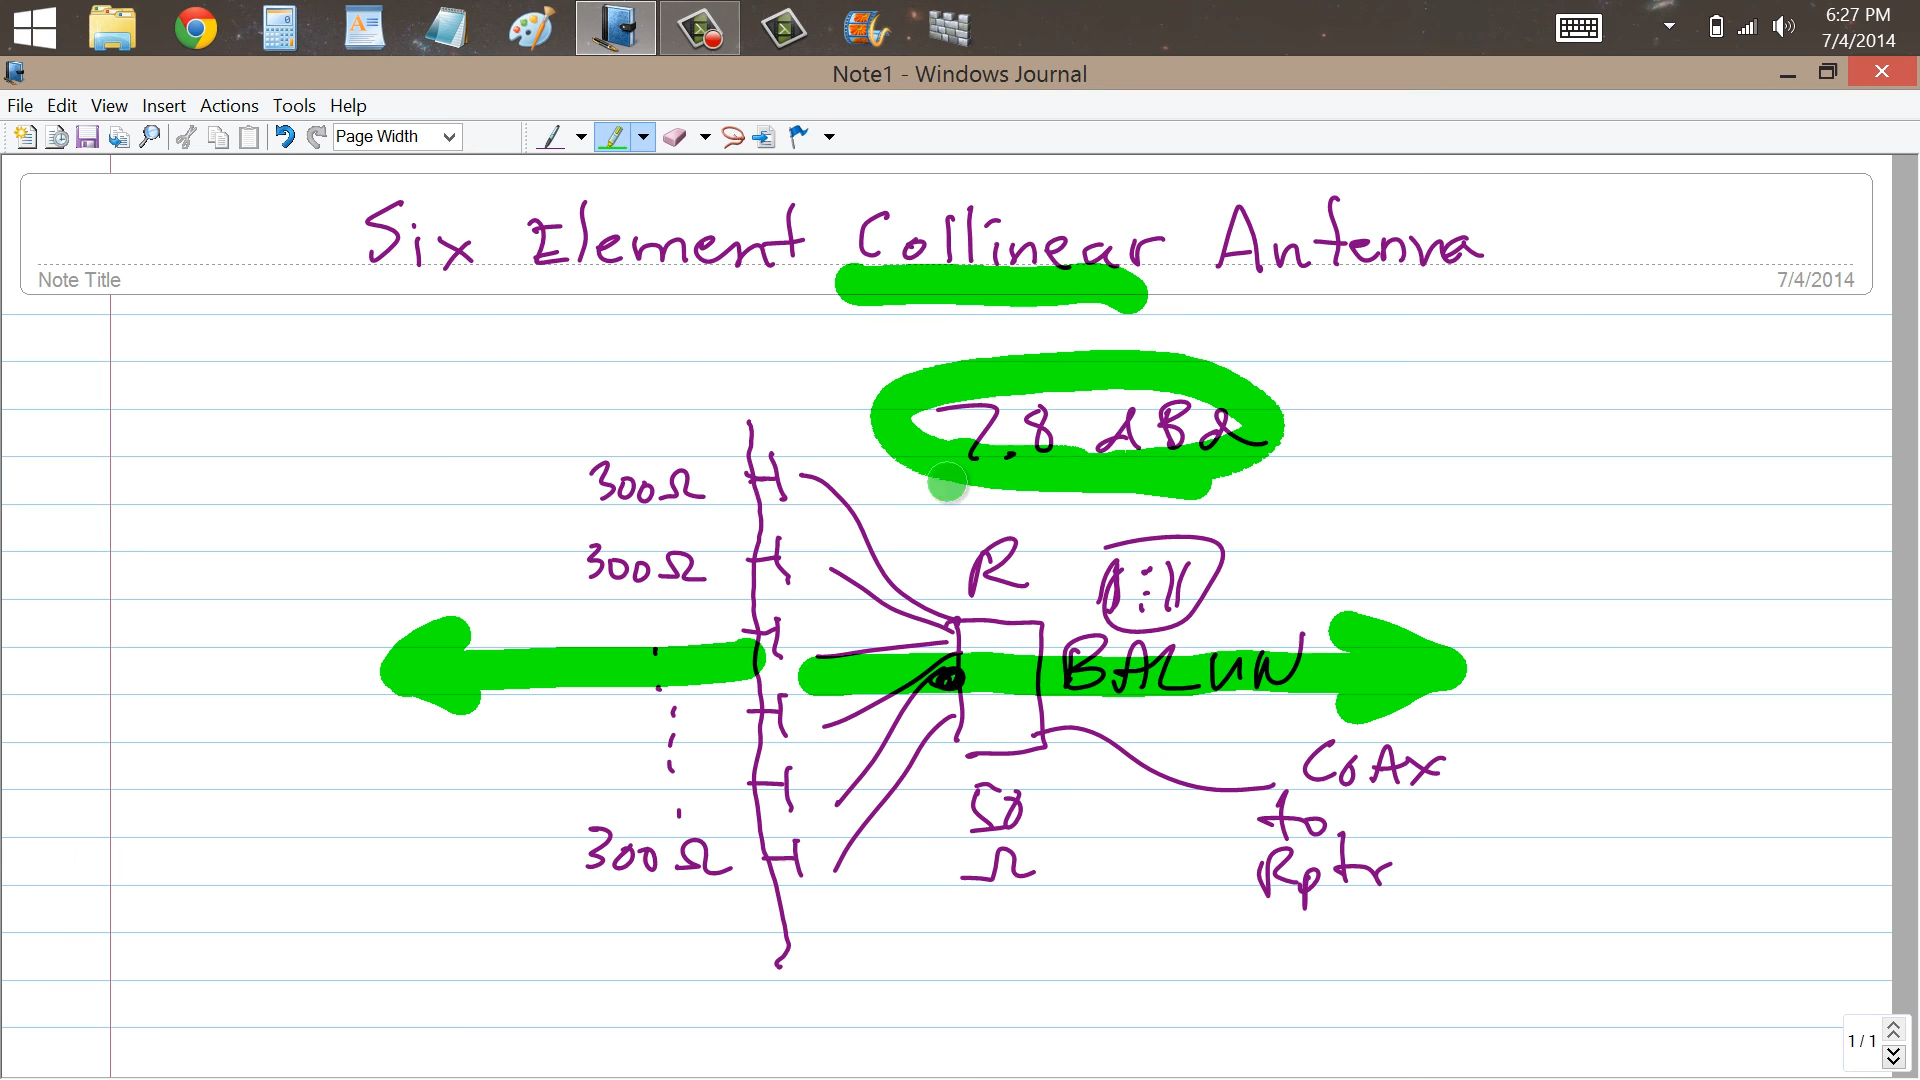 6:27 PM
7/4/2014
Note1 - Windows Journal
File Edit View Insert Actions Tools Help
Page Width
Six Element Collinear Antenna
Note Title
7/4/2014
7.8 dBd
300Ω
300Ω
R
1:1
BALUN
50
Ω
CoAx
to
Rptr
300Ω
1 / 1